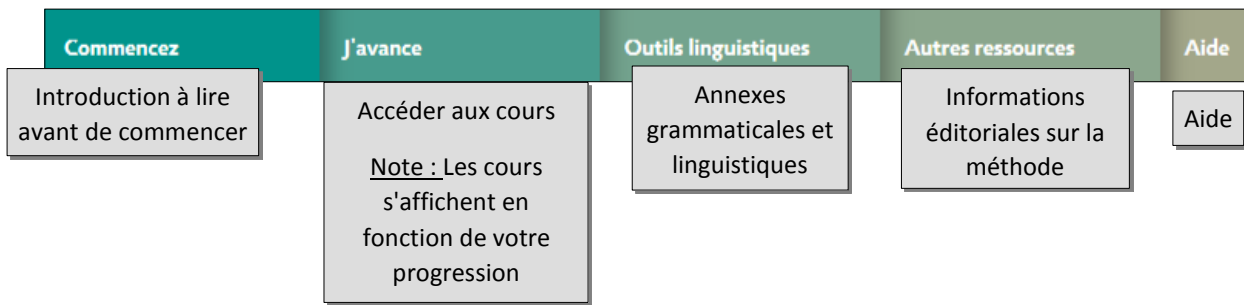 Commencez
J'avance
Outils linguistiques
Autres ressources
Aide
Introduction à lire
avant de commencer
Accéder aux cours
Note : Les cours
s'affichent en
fonction de votre
progression
Annexes
grammaticales et
linguistiques
Informations
éditoriales sur la
méthode
Aide